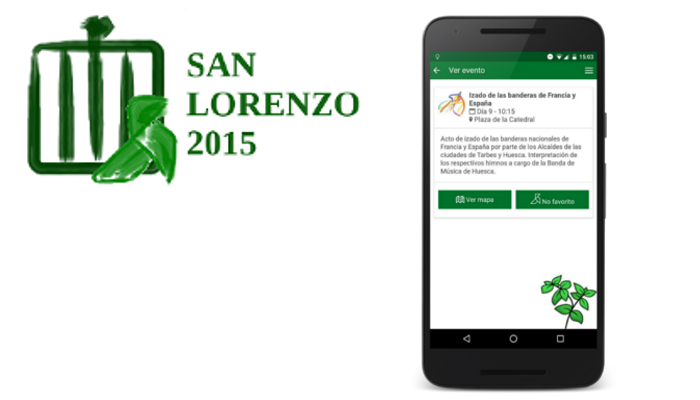 SAN
LORENZO
2015
15:03
Ver evento
Izado de las banderas de Francia y
España
Día 9 - 10:15
Plaza de la Catedral
Acto de izado de las banderas nacionales de
Francia y España por parte de los Alcaldes de las
ciudades de Tarbes y Huesca. Interpretación de
los respectivos himnos a cargo de la Banda de
Música de Huesca.
Ver mapa
No favorito